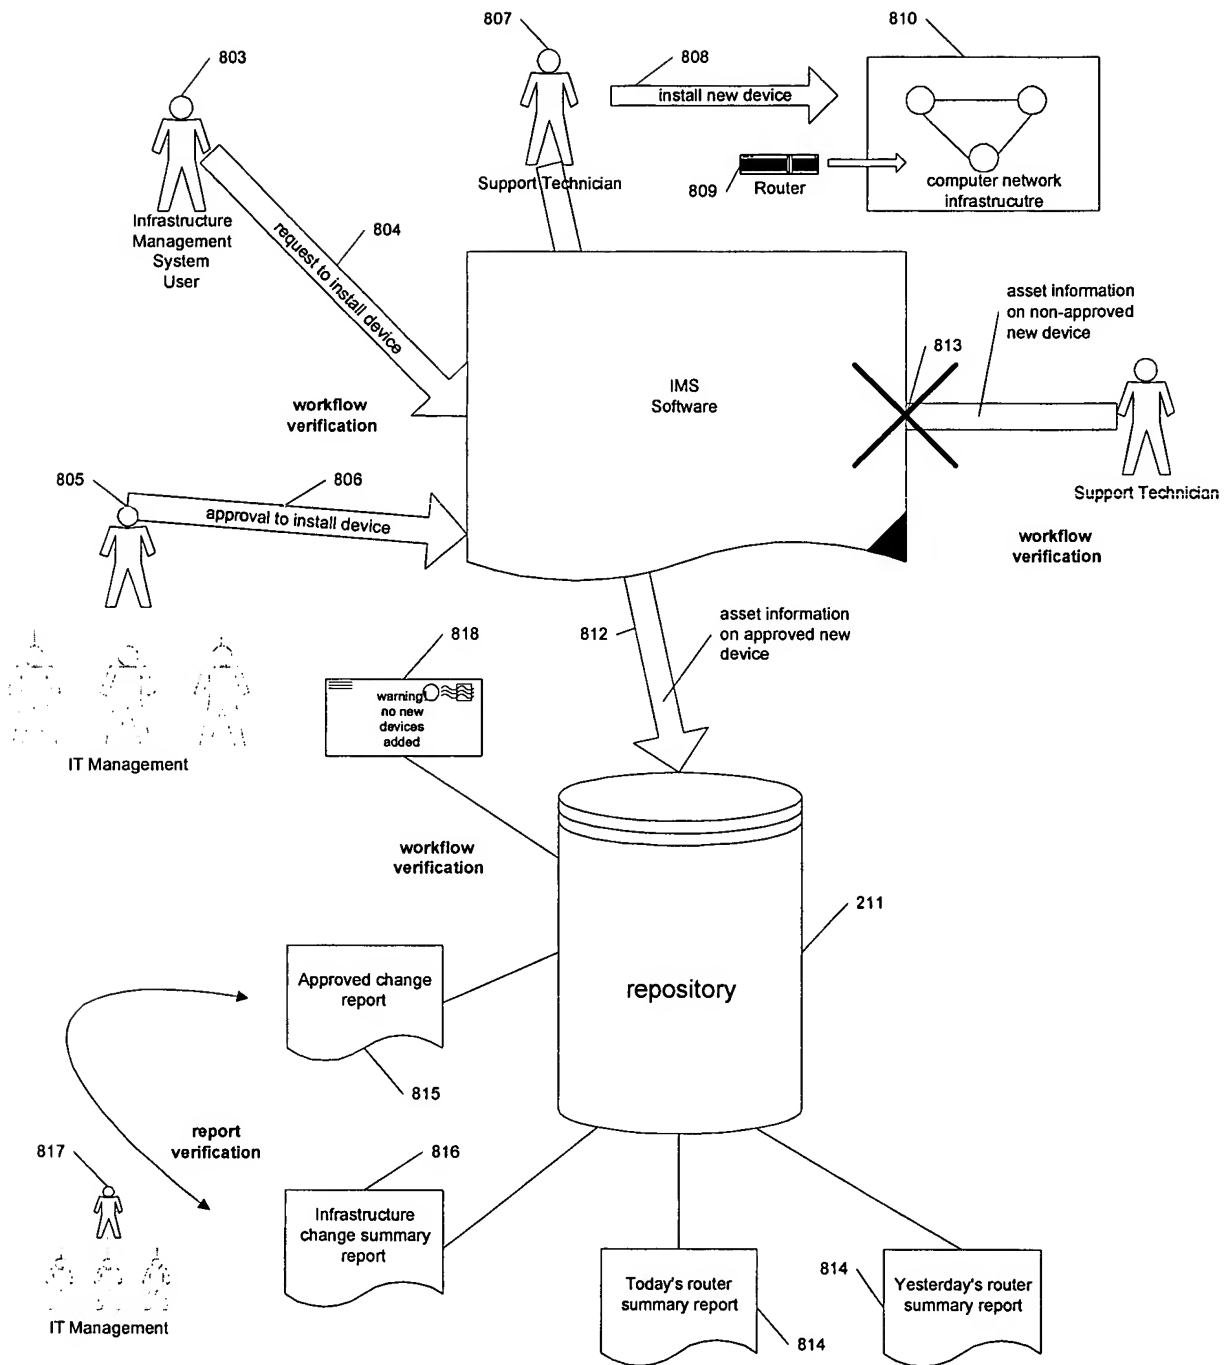 807
810
803
808
install new device
Support Technician
809
Router
computer network
infrastrucutre
Infrastructure
Management
System
User
804
request to install device
asset information
on non-approved
new device
813
IMS
Software
workflow
verification
805
806
approval to install device
Support Technician
workflow
verification
818
812
asset information
on approved new
device
warning!
no new
devices
added
IT Management
workflow
verification
211
repository
Approved change
report
815
report
verification
817
816
Infrastructure
change summary
report
IT Management
Today's router
summary report
814
814
Yesterday's router
summary report